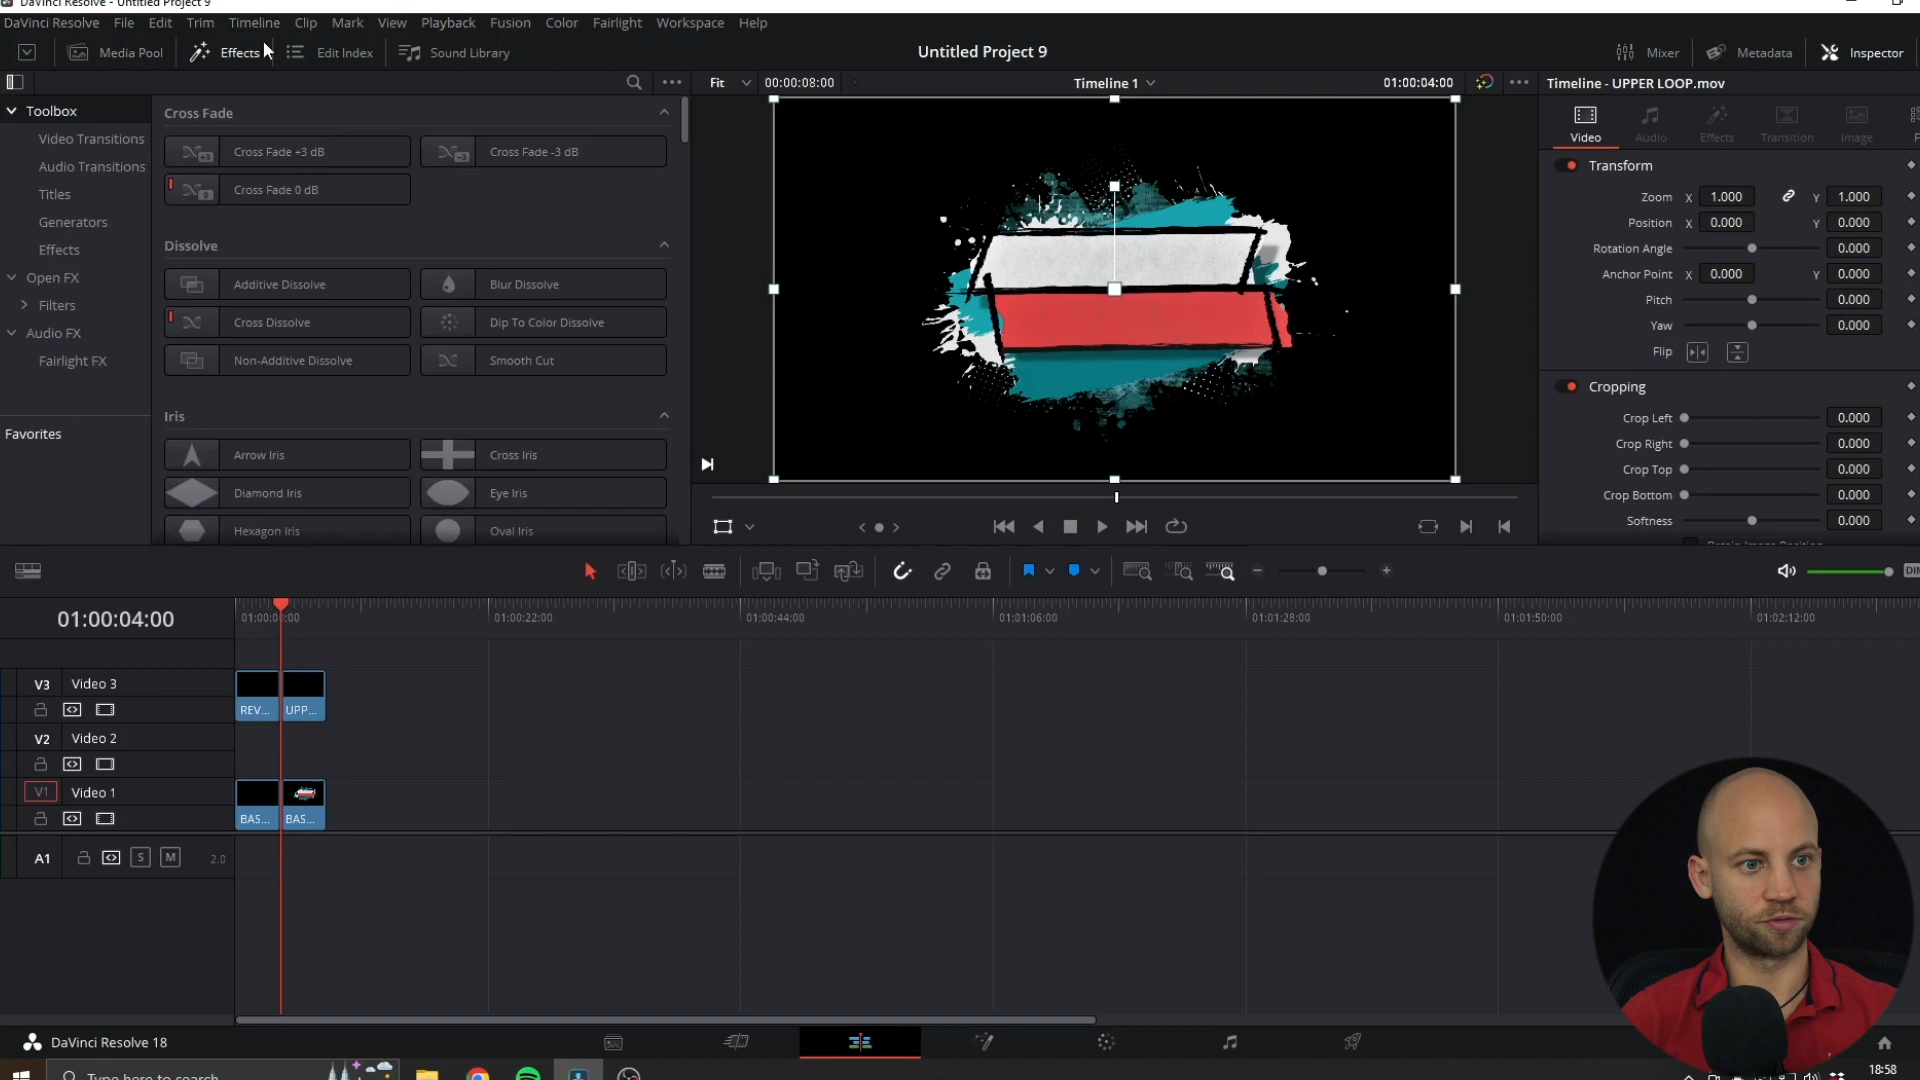 DaVinci Resolve - Untitled Project 9
DaVinci Resolve File Edit Trim Timeline Clip Mark View Playback Fusion Color Fairlight Workspace Help
Media Pool Effects Edit Index Sound Library Untitled Project 9 Mixer Metadata Inspector
Fit 00:00:08:00 Timeline 1 01:00:04:00 Timeline - UPPER LOOP.mov
Toolbox
Video Transitions
Audio Transitions
Titles
Generators
Effects
Open FX
Filters
Audio FX
Fairlight FX
Favorites
Cross Fade
Cross Fade +3 dB Cross Fade -3 dB
Cross Fade 0 dB
Dissolve
Additive Dissolve Blur Dissolve
Cross Dissolve Dip To Color Dissolve
Non-Additive Dissolve Smooth Cut
Iris
Arrow Iris Cross Iris
Diamond Iris Eye Iris
Hexagon Iris Oval Iris
Video Audio Effects Transition Image
Transform
Zoom X 1.000 Y 1.000
Position X 0.000 Y 0.000
Rotation Angle 0.000
Anchor Point X 0.000 Y 0.000
Pitch 0.000
Yaw 0.000
Flip
Cropping
Crop Left 0.000
Crop Right 0.000
Crop Top 0.000
Crop Bottom 0.000
Softness 0.000
DIM
01:00:04:00
01:00:00:00 01:00:22:00 01:00:44:00 01:01:06:00 01:01:28:00 01:01:50:00 01:02:12:00
V3 Video 3
REV... UPP...
V2 Video 2
V1 Video 1
BAS... BAS...
A1 S M 2.0
DaVinci Resolve 18
Type here to search
18:58